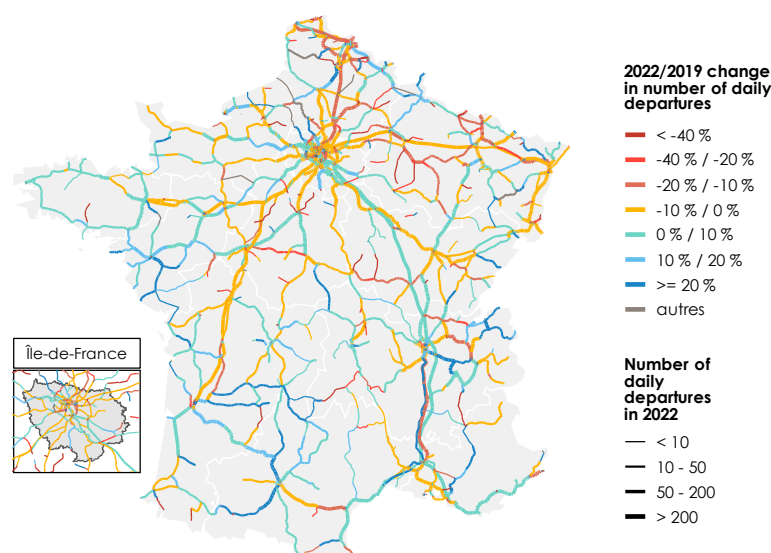 2022/2019 change
in number of daily
departures
< -40 %
-40 % / -20 %
-20 % / -10 %
-10 % / 0 %
0 % / 10 %
10 % / 20 %
>= 20 %
autres
Île-de-France
Number of
daily
departures
in 2022
< 10
10 - 50
50 - 200
> 200